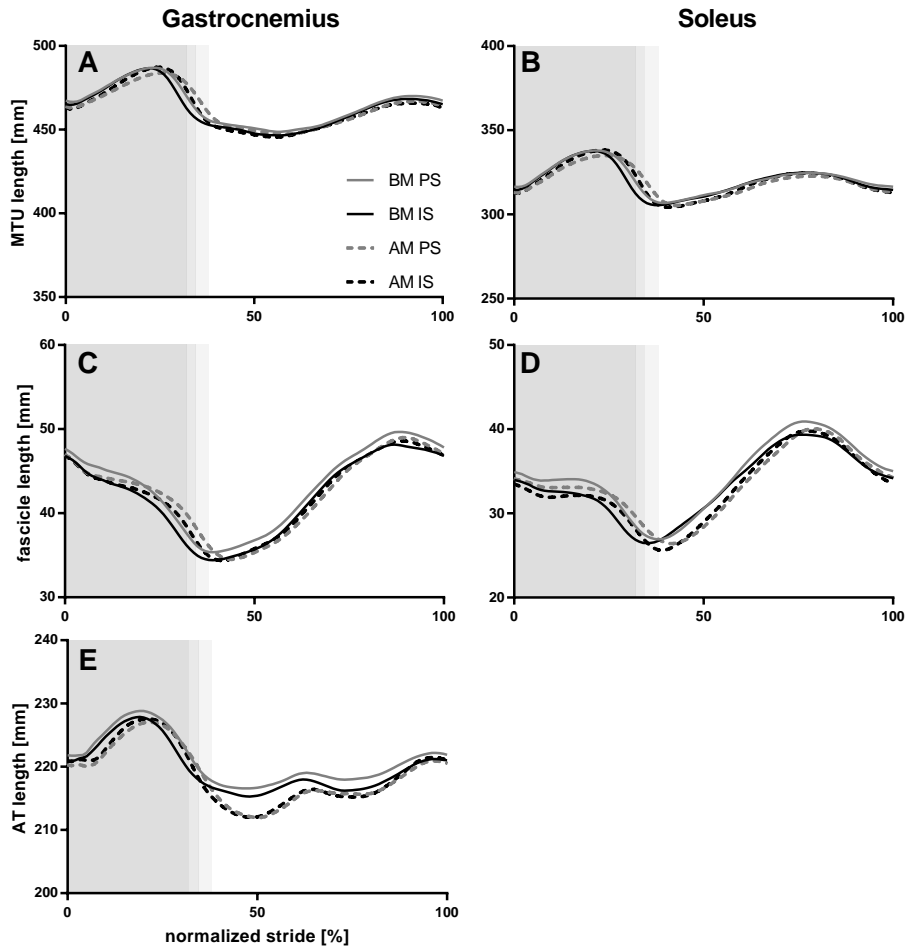 Gastrocnemius
Soleus
A
MTU length [mm]
500
450
400
350
0
50
100
BM PS
BM IS
AM PS
AM IS
B
400
350
300
250
0
50
100
C
fascicle length [mm]
60
50
40
30
0
50
100
D
50
40
30
20
0
50
100
E
AT length [mm]
240
230
220
210
200
0
50
100
normalized stride [%]